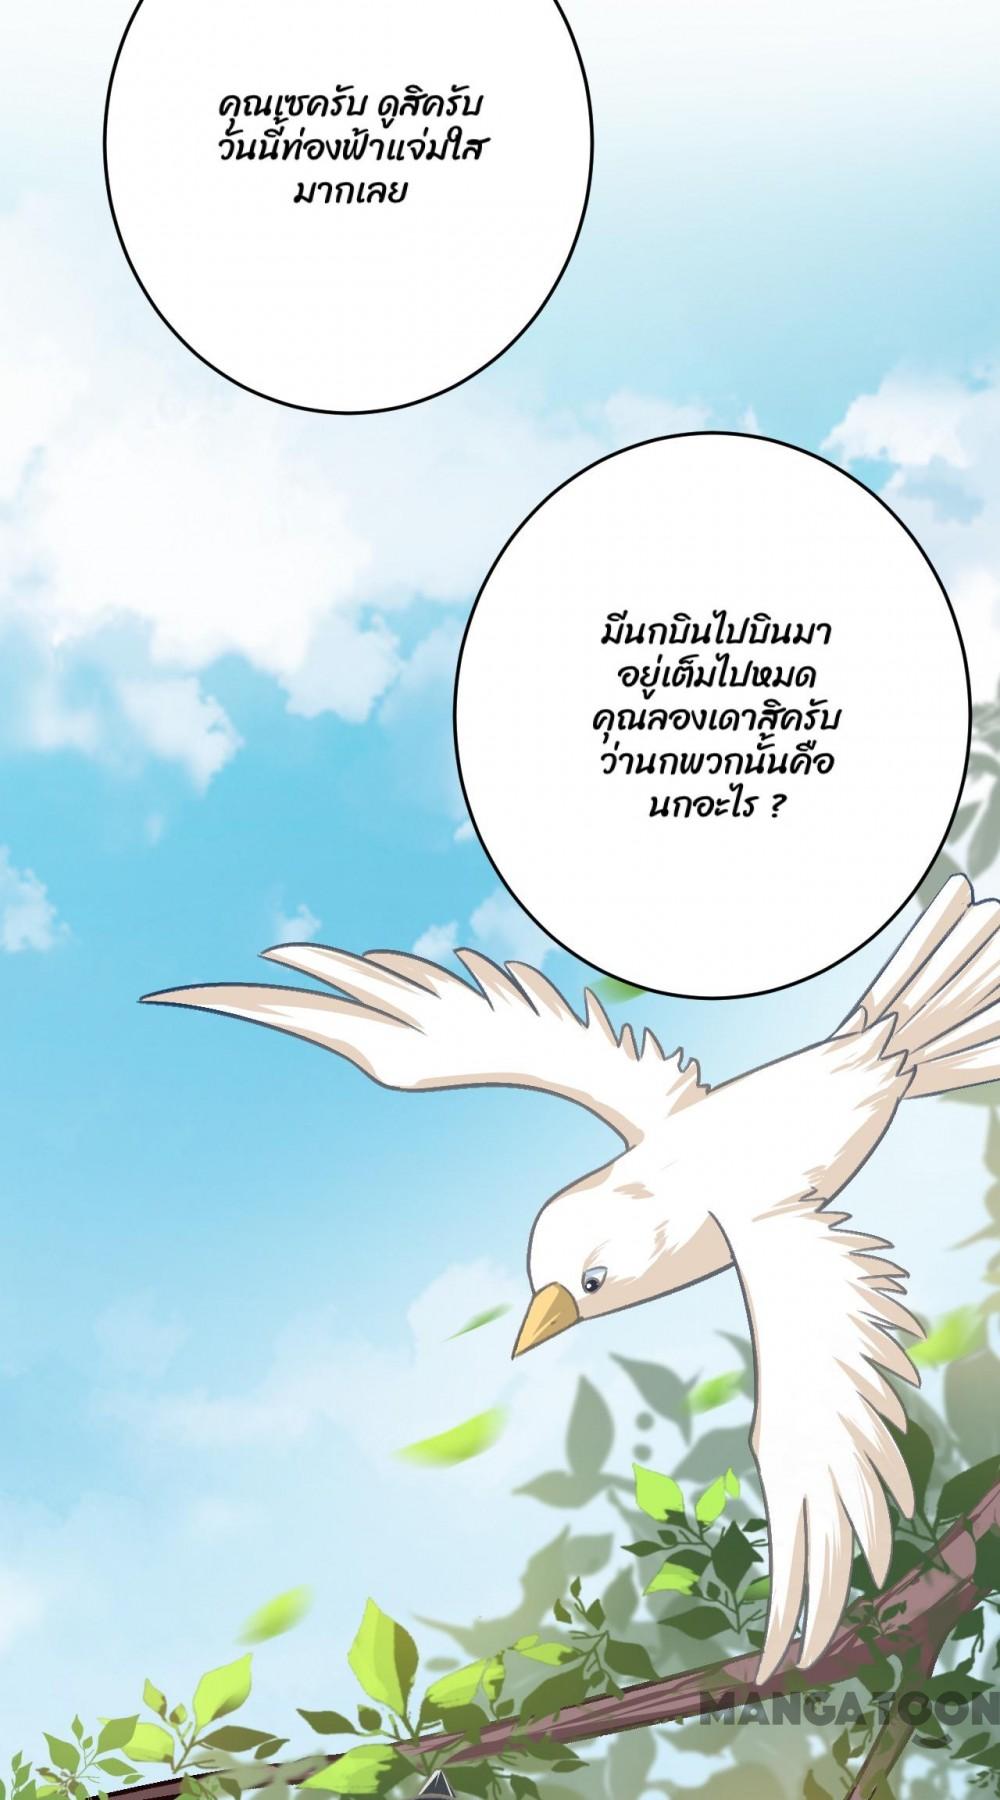 คุณเซครับ ดูสิครับ
วันนี้ท่องฟ้าแจ่มใส
มากเลย
มีนกบินไปบินมา
อยู่เต็มไปหมด
คุณลองเดาสิครับ
ว่านกพวกนั้นคือ
นกอะไร ?
MANGATOON